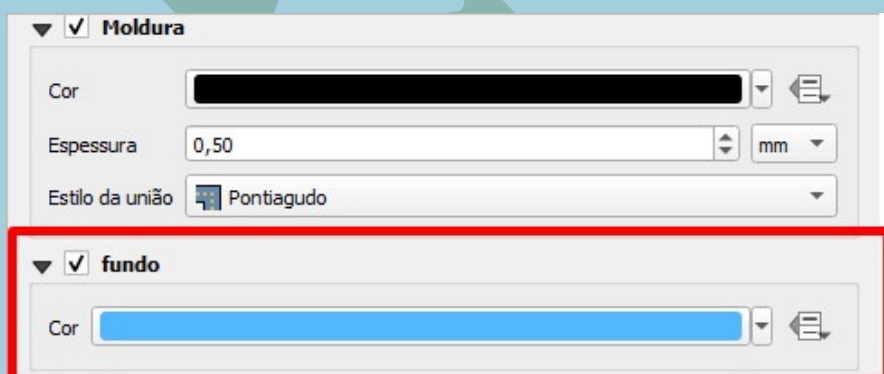 Moldura
Cor
Espessura 0,50 mm
Estilo da união Pontiagudo
fundo
Cor